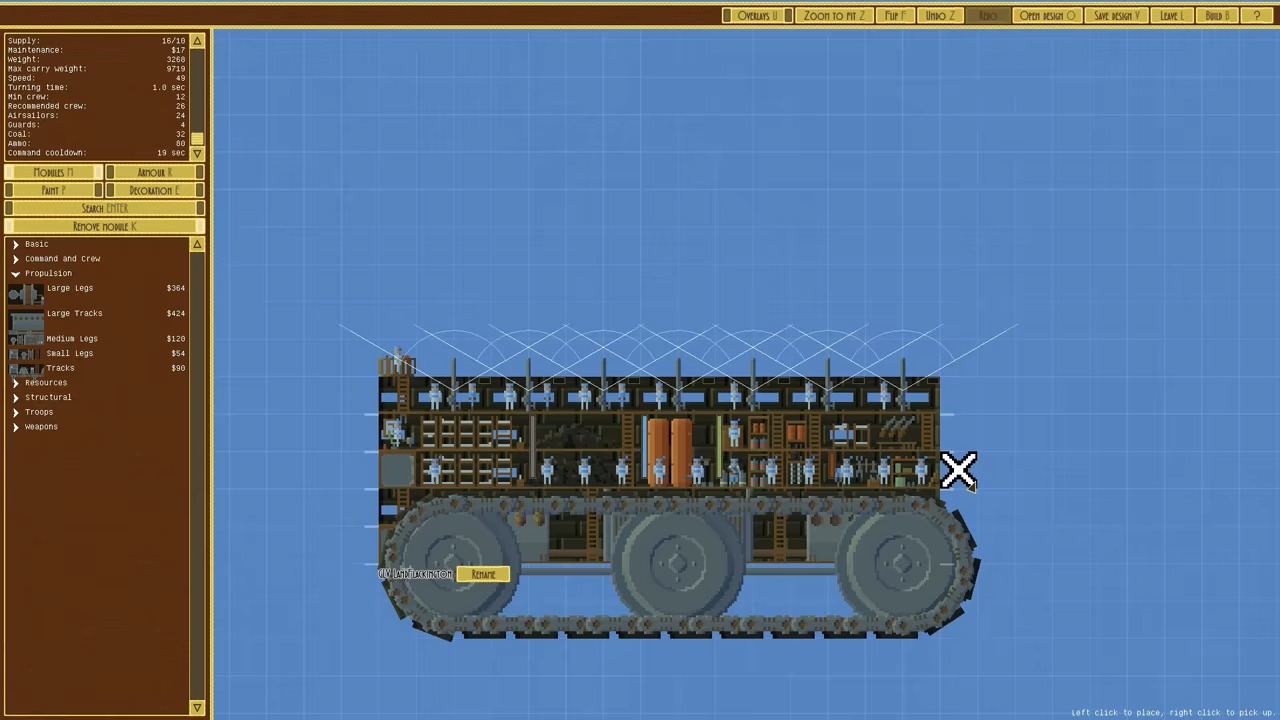 Overlays U
Zoom to fit Z
Flip F
Undo Z
Redo
Open design O
Save design V
Leave L
Build B
?
Supply: 16/10
Maintenance: $17
Weight: 3268
Max carry weight: 9719
Speed: 49
Turning time: 1.0 sec
Min crew: 12
Recommended crew: 26
Airsailors: 24
Guards: 4
Coal: 32
Ammo: 80
Command cooldown: 19 sec
Modules M
Armour R
Paint P
Decoration E
Search ENTER
Remove module K
Basic
Command and Crew
Propulsion
Large Legs $364
Large Tracks $424
Medium Legs $120
Small Legs $54
Tracks $90
Resources
Structural
Troops
Weapons
GLV Landflackington
Rename
Left click to place, right click to pick up.